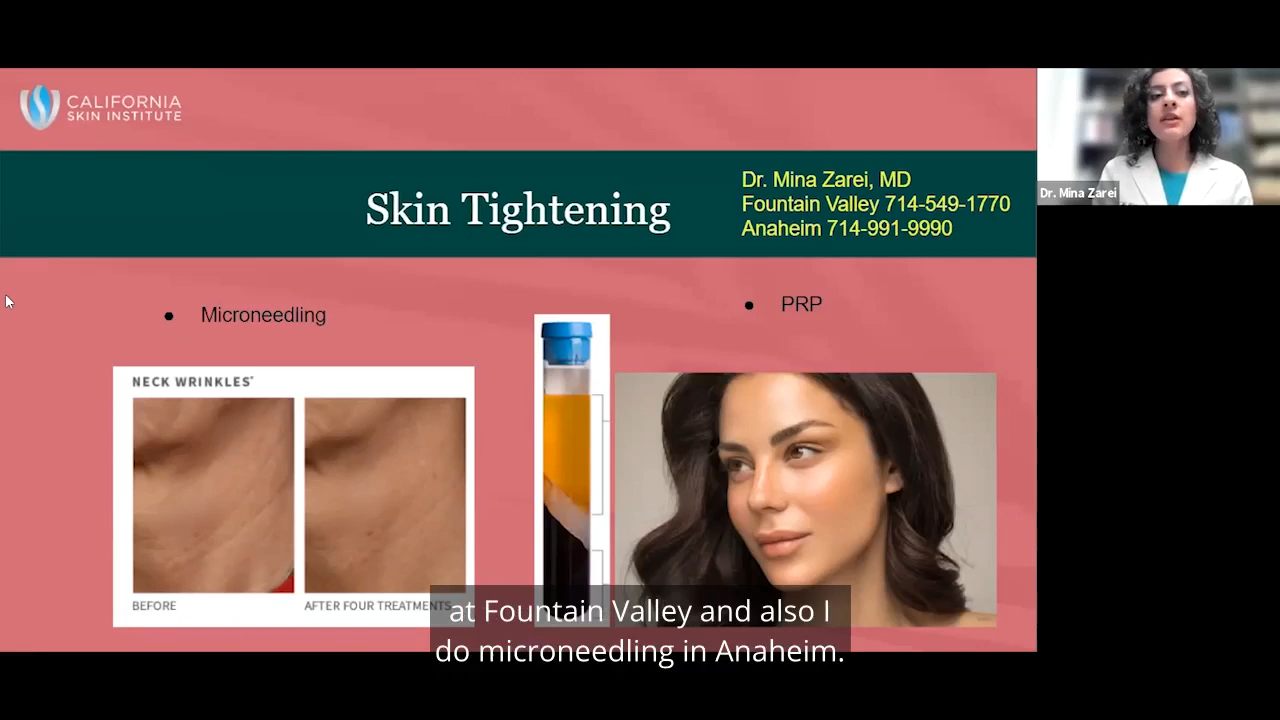 CALIFORNIA
SKIN INSTITUTE
Skin Tightening
Dr. Mina Zarei, MD
Fountain Valley 714-549-1770
Anaheim 714-991-9990
Dr. Mina Zarei
• Microneedling
• PRP
NECK WRINKLES*
BEFORE
AFTER FOUR TREATMENTS
at Fountain Valley and also I
do microneedling in Anaheim.